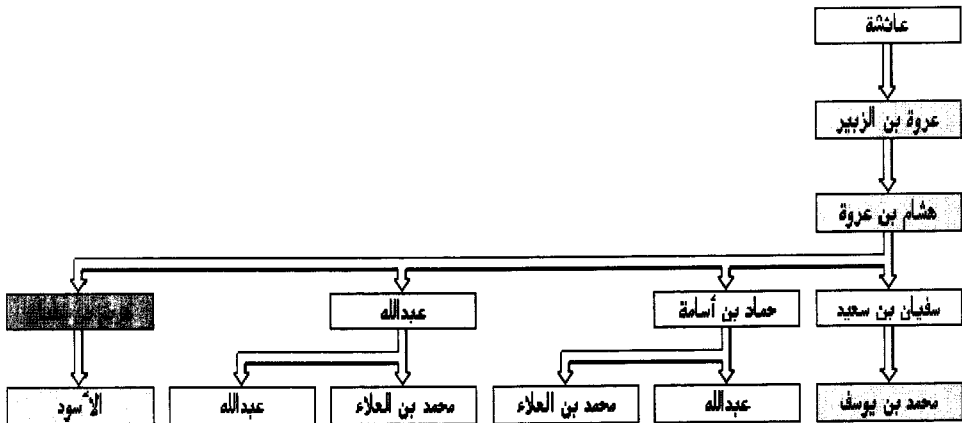 عائشة
عروة بن الزبير
هشام بن عروة
سفيان بن سعيد
حماد بن أسامة
عبدالله
محمد بن يوسف
عبدالله
محمد بن العلاء
محمد بن العلاء
عبدالله
الأسود